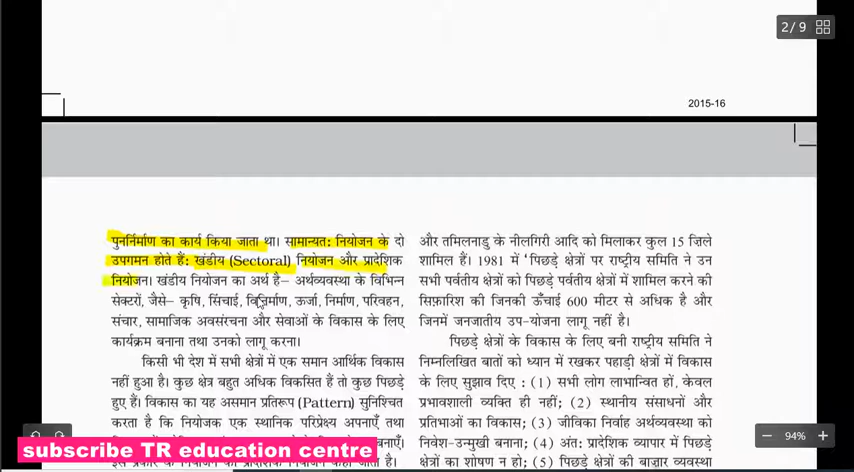 2/9
2015-16
पुनर्निर्माण का कार्य किया जाता था। सामान्यत: नियोजन के दो
उपगमन होते हैं: खंडीय (Sectoral) नियोजन और प्रादेशिक
नियोजन। खंडीय नियोजन का अर्थ है– अर्थव्यवस्था के विभिन्न
सेक्टरों, जैसे– कृषि, सिंचाई, विनिर्माण, ऊर्जा, निर्माण, परिवहन,
संचार, सामाजिक अवसंरचना और सेवाओं के विकास के लिए
कार्यक्रम बनाना तथा उनको लागू करना।
किसी भी देश में सभी क्षेत्रों में एक समान आर्थिक विकास
नहीं हुआ है। कुछ क्षेत्र बहुत अधिक विकसित हैं तो कुछ पिछड़े
हुए हैं। विकास का यह असमान प्रतिरूप (Pattern) सुनिश्चित
करता है कि नियोजक एक स्थानिक परिप्रेक्ष्य अपनाएँ तथा
बनाएँ।
और तमिलनाडु के नीलगिरी आदि को मिलाकर कुल 15 ज़िले
शामिल हैं। 1981 में 'पिछड़े क्षेत्रों पर राष्ट्रीय समिति ने उन
सभी पर्वतीय क्षेत्रों को पिछड़े पर्वतीय क्षेत्रों में शामिल करने की
सिफ़ारिश की जिनकी ऊँचाई 600 मीटर से अधिक है और
जिनमें जनजातीय उप-योजना लागू नहीं है।
पिछड़े क्षेत्रों के विकास के लिए बनी राष्ट्रीय समिति ने
निम्नलिखित बातों को ध्यान में रखकर पहाड़ी क्षेत्रों में विकास
के लिए सुझाव दिए : (1) सभी लोग लाभान्वित हों, केवल
प्रभावशाली व्यक्ति ही नहीं; (2) स्थानीय संसाधनों और
प्रतिभाओं का विकास; (3) जीविका निर्वाह अर्थव्यवस्था को
निवेश-उन्मुखी बनाना; (4) अंत: प्रादेशिक व्यापार में पिछड़े
क्षेत्रों का शोषण न हो; (5) पिछड़े क्षेत्रों की बाज़ार व्यवस्था
94%
subscribe TR education centre